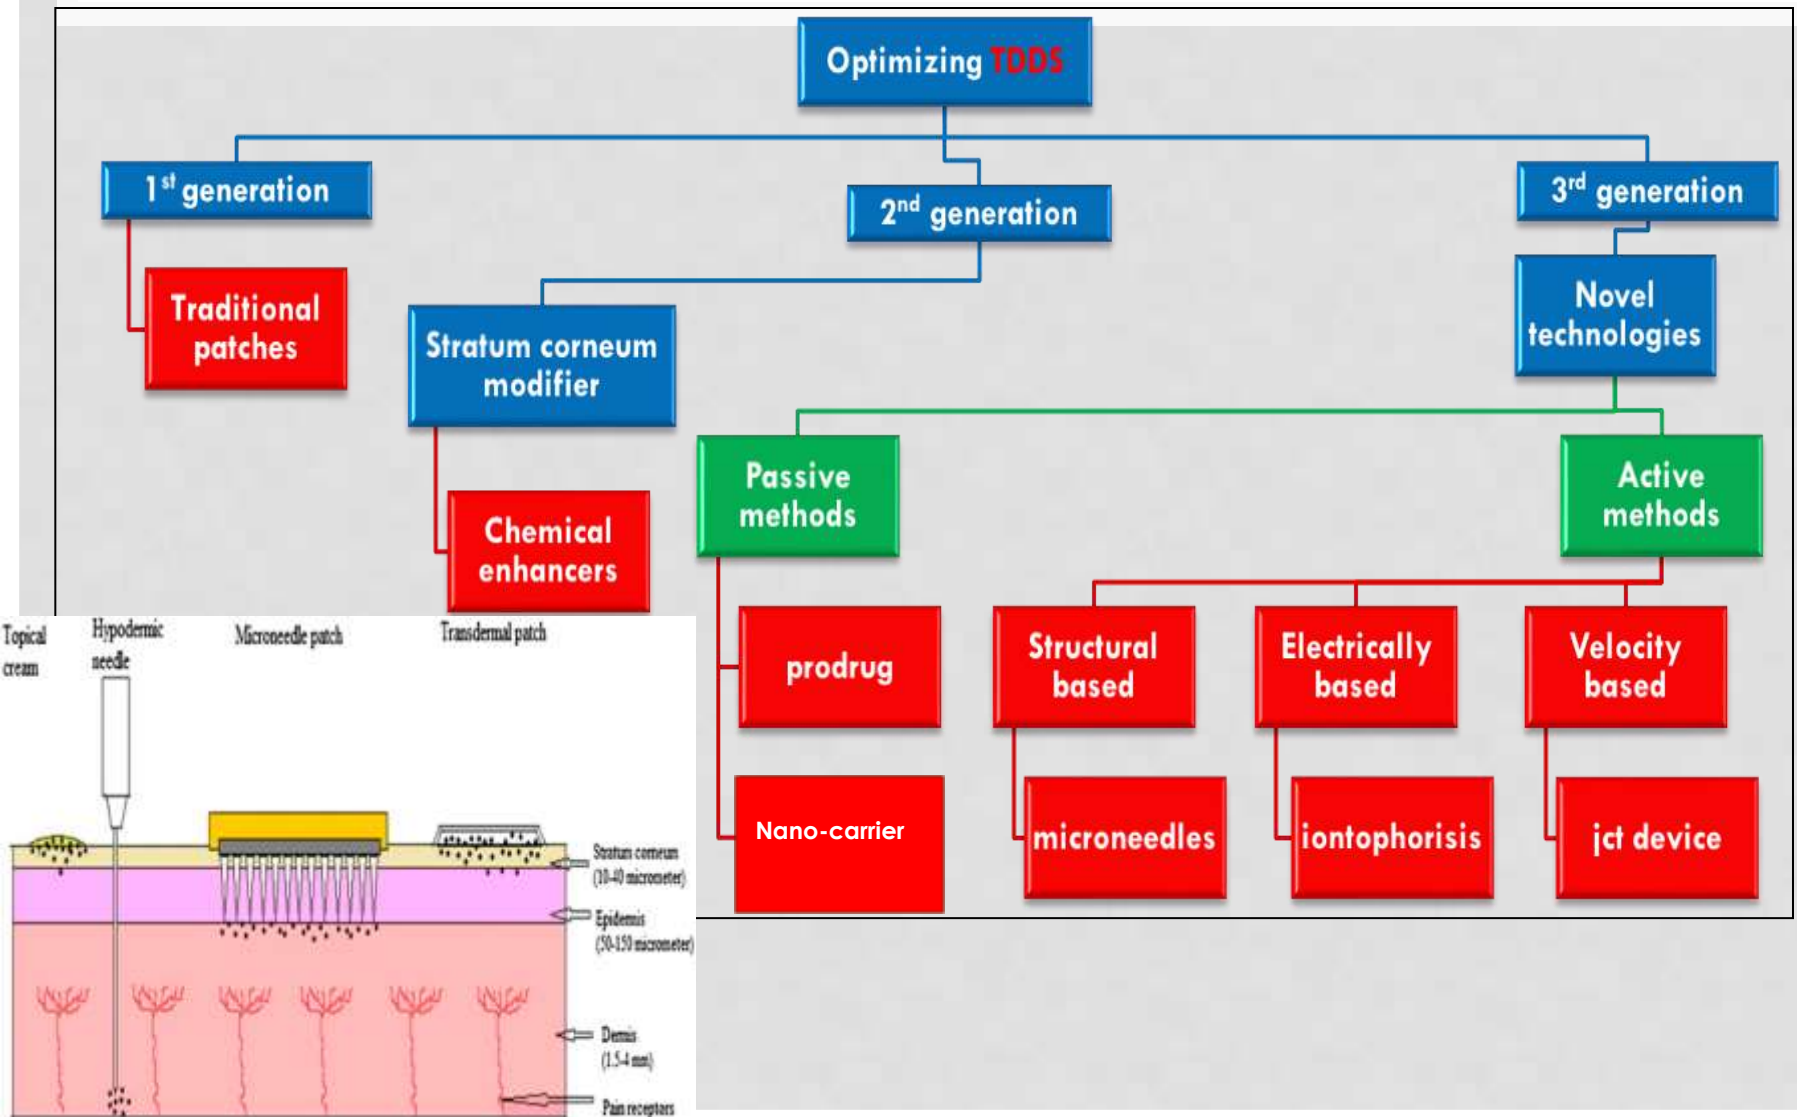 Optimizing TDDS
1st generation
2nd generation
3rd generation
Traditional
patches
Stratum corneum
modifier
Novel
technologies
Chemical
enhancers
Passive
methods
Active
methods
prodrug
Structural
based
Electrically
based
Velocity
based
Nano-carrier
microneedles
iontophorisis
jct device
Topical
cream
Hypodermic
needle
Microneedle patch
Transdermal patch
Stratum corneum
(10-40 micrometer)
Epidermis
(50-150 micrometer)
Dermis
(1.5-4 mm)
Pain receptors